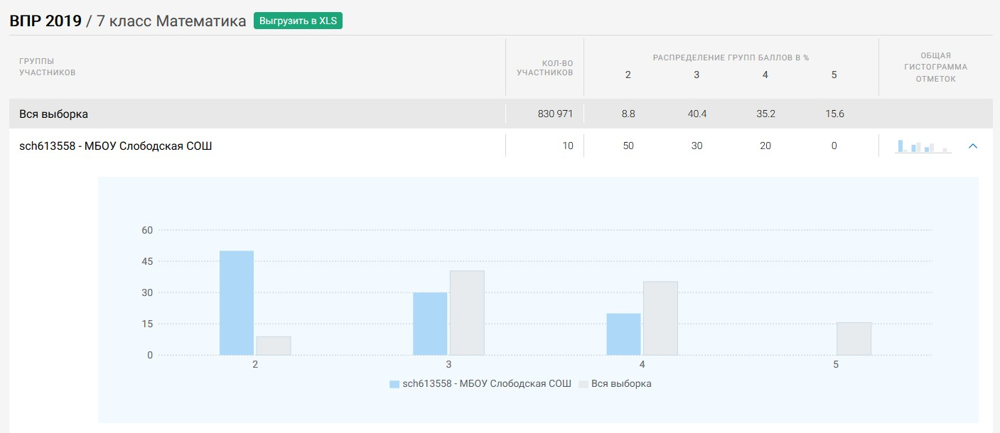 ВПР 2019 / 7 класс Математика Выгрузить в XLS
ГРУППЫ
УЧАСТНИКОВ
КОЛ-ВО
УЧАСТНИКОВ
РАСПРЕДЕЛЕНИЕ ГРУПП БАЛЛОВ В %
2 3 4 5
ОБЩАЯ
ГИСТОГРАММА
ОТМЕТОК
Вся выборка 830 971 8.8 40.4 35.2 15.6
sch613558 - МБОУ Слободская СОШ 10 50 30 20 0
60
45
30
15
0
2 3 4 5
sch613558 - МБОУ Слободская СОШ Вся выборка